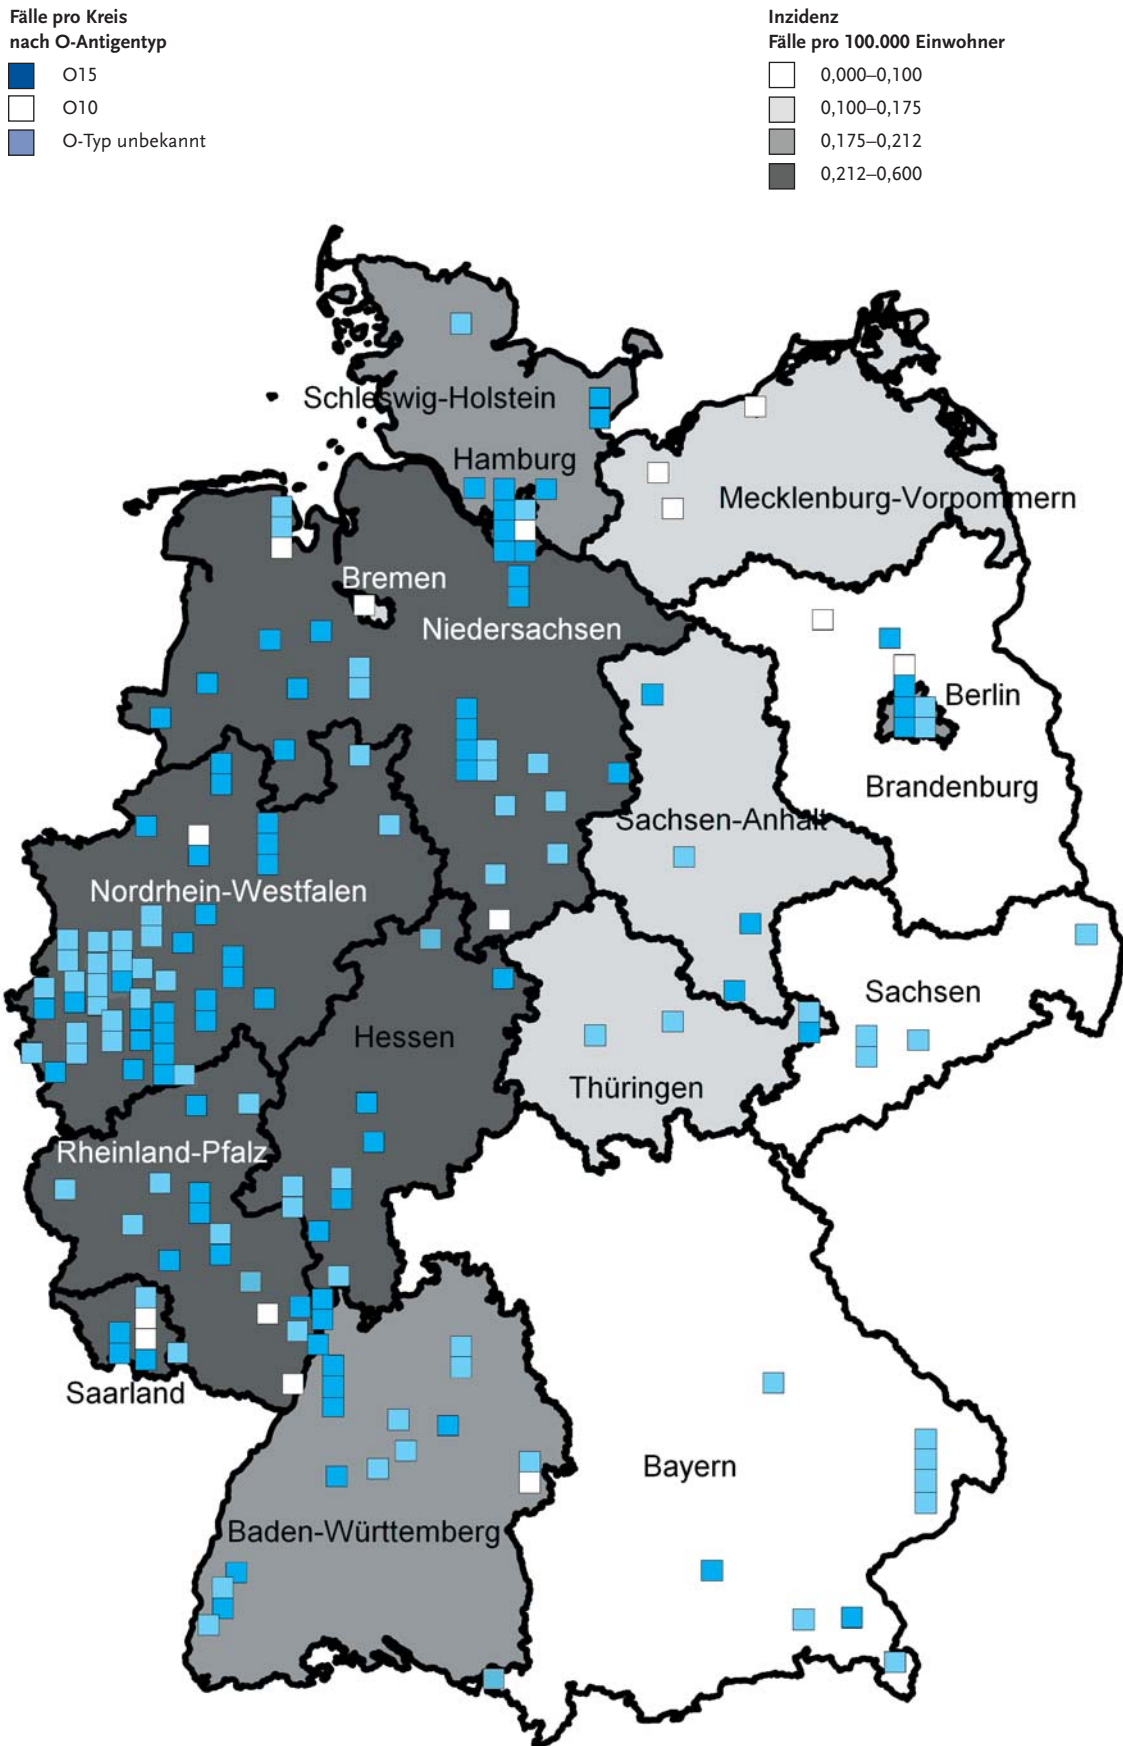 Fälle pro Kreis
nach O-Antigentyp
O15
O10
O-Typ unbekannt
Inzidenz
Fälle pro 100.000 Einwohner
0,000–0,100
0,100–0,175
0,175–0,212
0,212–0,600
Schleswig-Holstein
Hamburg
Mecklenburg-Vorpommern
Bremen
Niedersachsen
Berlin
Brandenburg
Sachsen-Anhalt
Nordrhein-Westfalen
Sachsen
Hessen
Thüringen
Rheinland-Pfalz
Saarland
Bayern
Baden-Württemberg